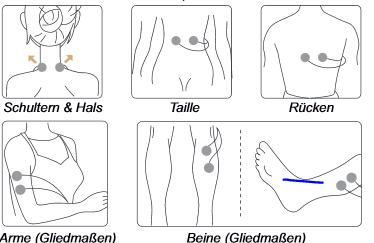 Schultern & Hals
Taille
Rücken
Arme (Gliedmaßen)
Beine (Gliedmaßen)